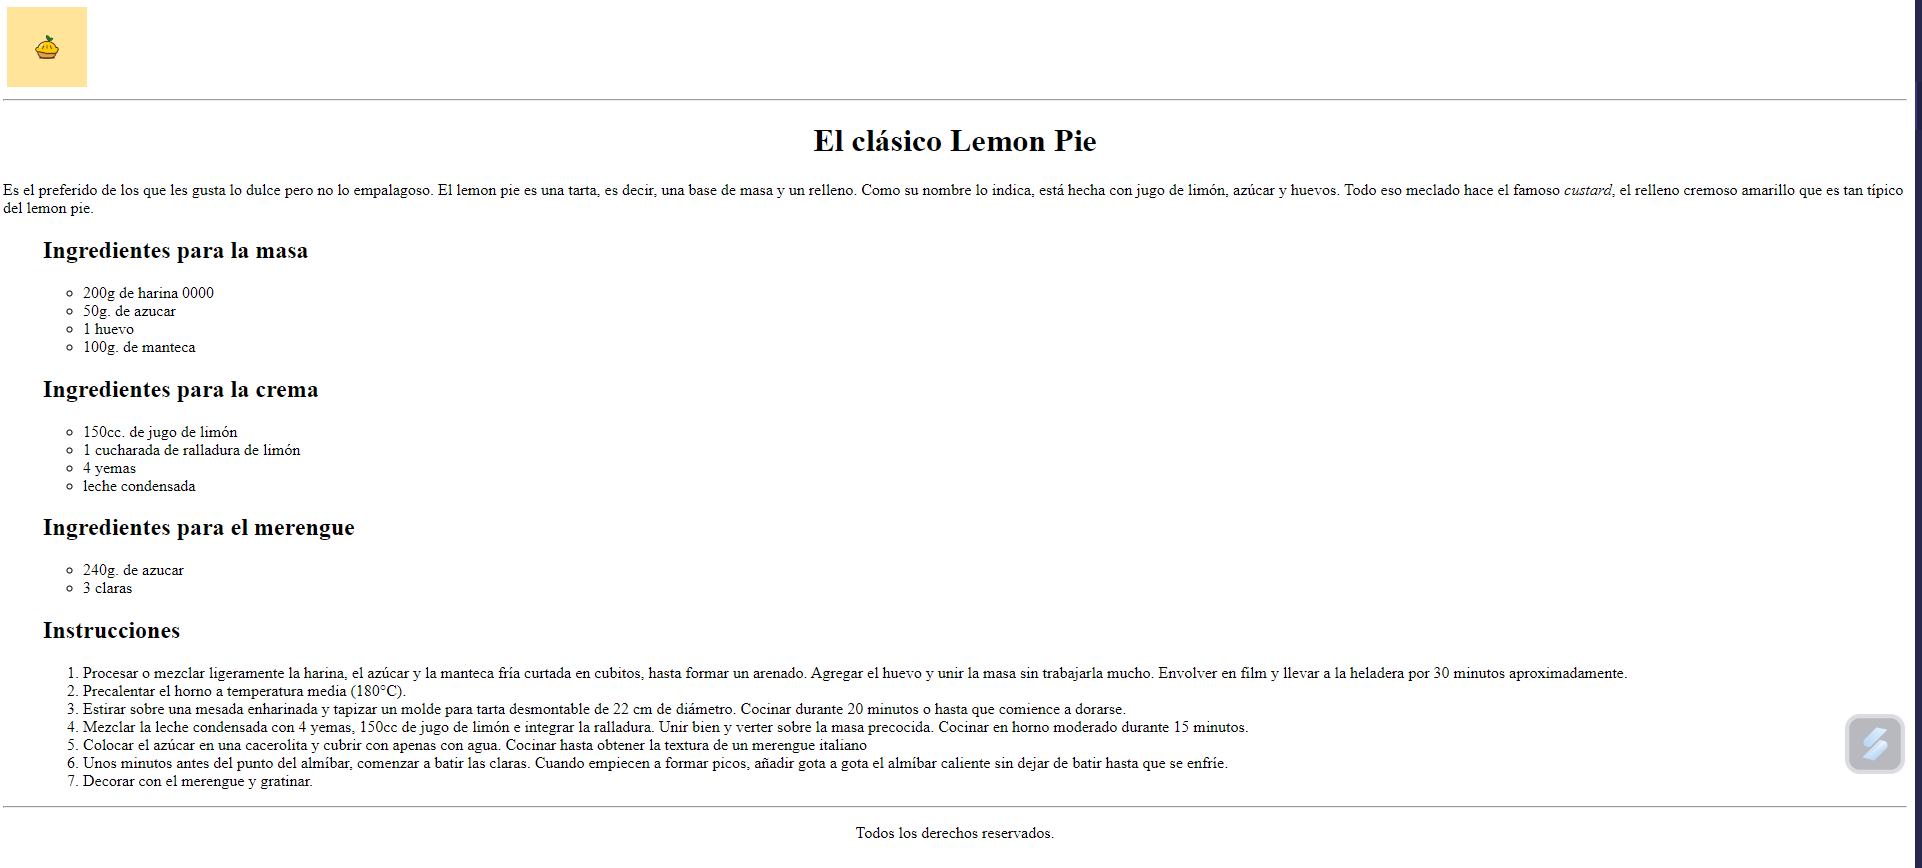 El clásico Lemon Pie
Es el preferido de los que les gusta lo dulce pero no lo empalagoso. El lemon pie es una tarta, es decir, una base de masa y un relleno. Como su nombre lo indica, está hecha con jugo de limón, azúcar y huevos. Todo eso meclado hace el famoso custard, el relleno cremoso amarillo que es tan típico
del lemon pie.
Ingredientes para la masa
200g de harina 0000
50g. de azucar
1 huevo
100g. de manteca
Ingredientes para la crema
150cc. de jugo de limón
1 cucharada de ralladura de limón
4 yemas
leche condensada
Ingredientes para el merengue
240g. de azucar
3 claras
Instrucciones
1. Procesar o mezclar ligeramente la harina, el azúcar y la manteca fría curtada en cubitos, hasta formar un arenado. Agregar el huevo y unir la masa sin trabajarla mucho. Envolver en film y llevar a la heladera por 30 minutos aproximadamente.
2. Precalentar el horno a temperatura media (180°C).
3. Estirar sobre una mesada enharinada y tapizar un molde para tarta desmontable de 22 cm de diámetro. Cocinar durante 20 minutos o hasta que comience a dorarse.
4. Mezclar la leche condensada con 4 yemas, 150cc de jugo de limón e integrar la ralladura. Unir bien y verter sobre la masa precocida. Cocinar en horno moderado durante 15 minutos.
5. Colocar el azúcar en una cacerolita y cubrir con apenas con agua. Cocinar hasta obtener la textura de un merengue italiano
6. Unos minutos antes del punto del almíbar, comenzar a batir las claras. Cuando empiecen a formar picos, añadir gota a gota el almíbar caliente sin dejar de batir hasta que se enfríe.
7. Decorar con el merengue y gratinar.
Todos los derechos reservados.